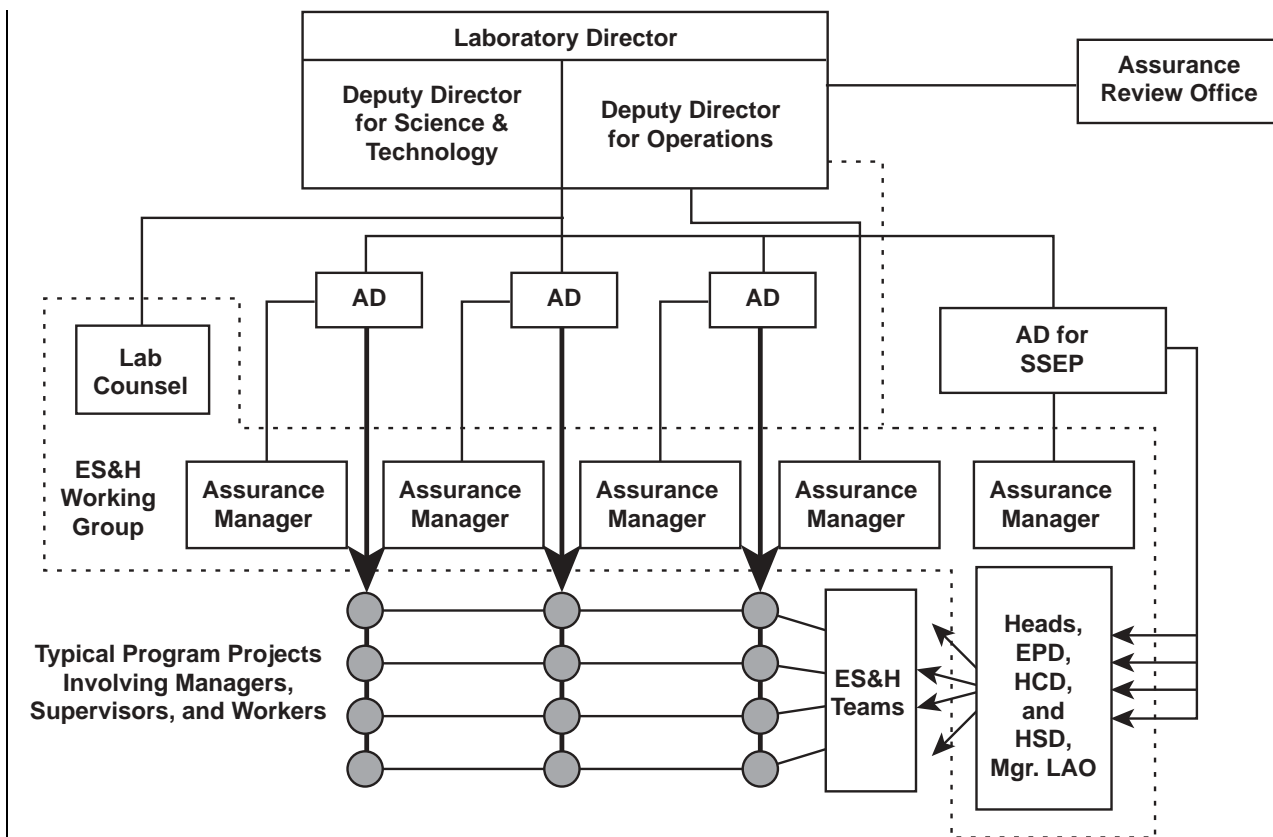 Laboratory Director
Assurance
Review Office
Deputy Director
for Science &
Technology
Deputy Director
for Operations
AD
AD
AD
AD for
SSEP
Lab
Counsel
ES&H
Working
Group
Assurance
Manager
Assurance
Manager
Assurance
Manager
Assurance
Manager
Assurance
Manager
Typical Program Projects
Involving Managers,
Supervisors, and Workers
ES&H
Teams
Heads,
EPD,
HCD,
and
HSD,
Mgr. LAO